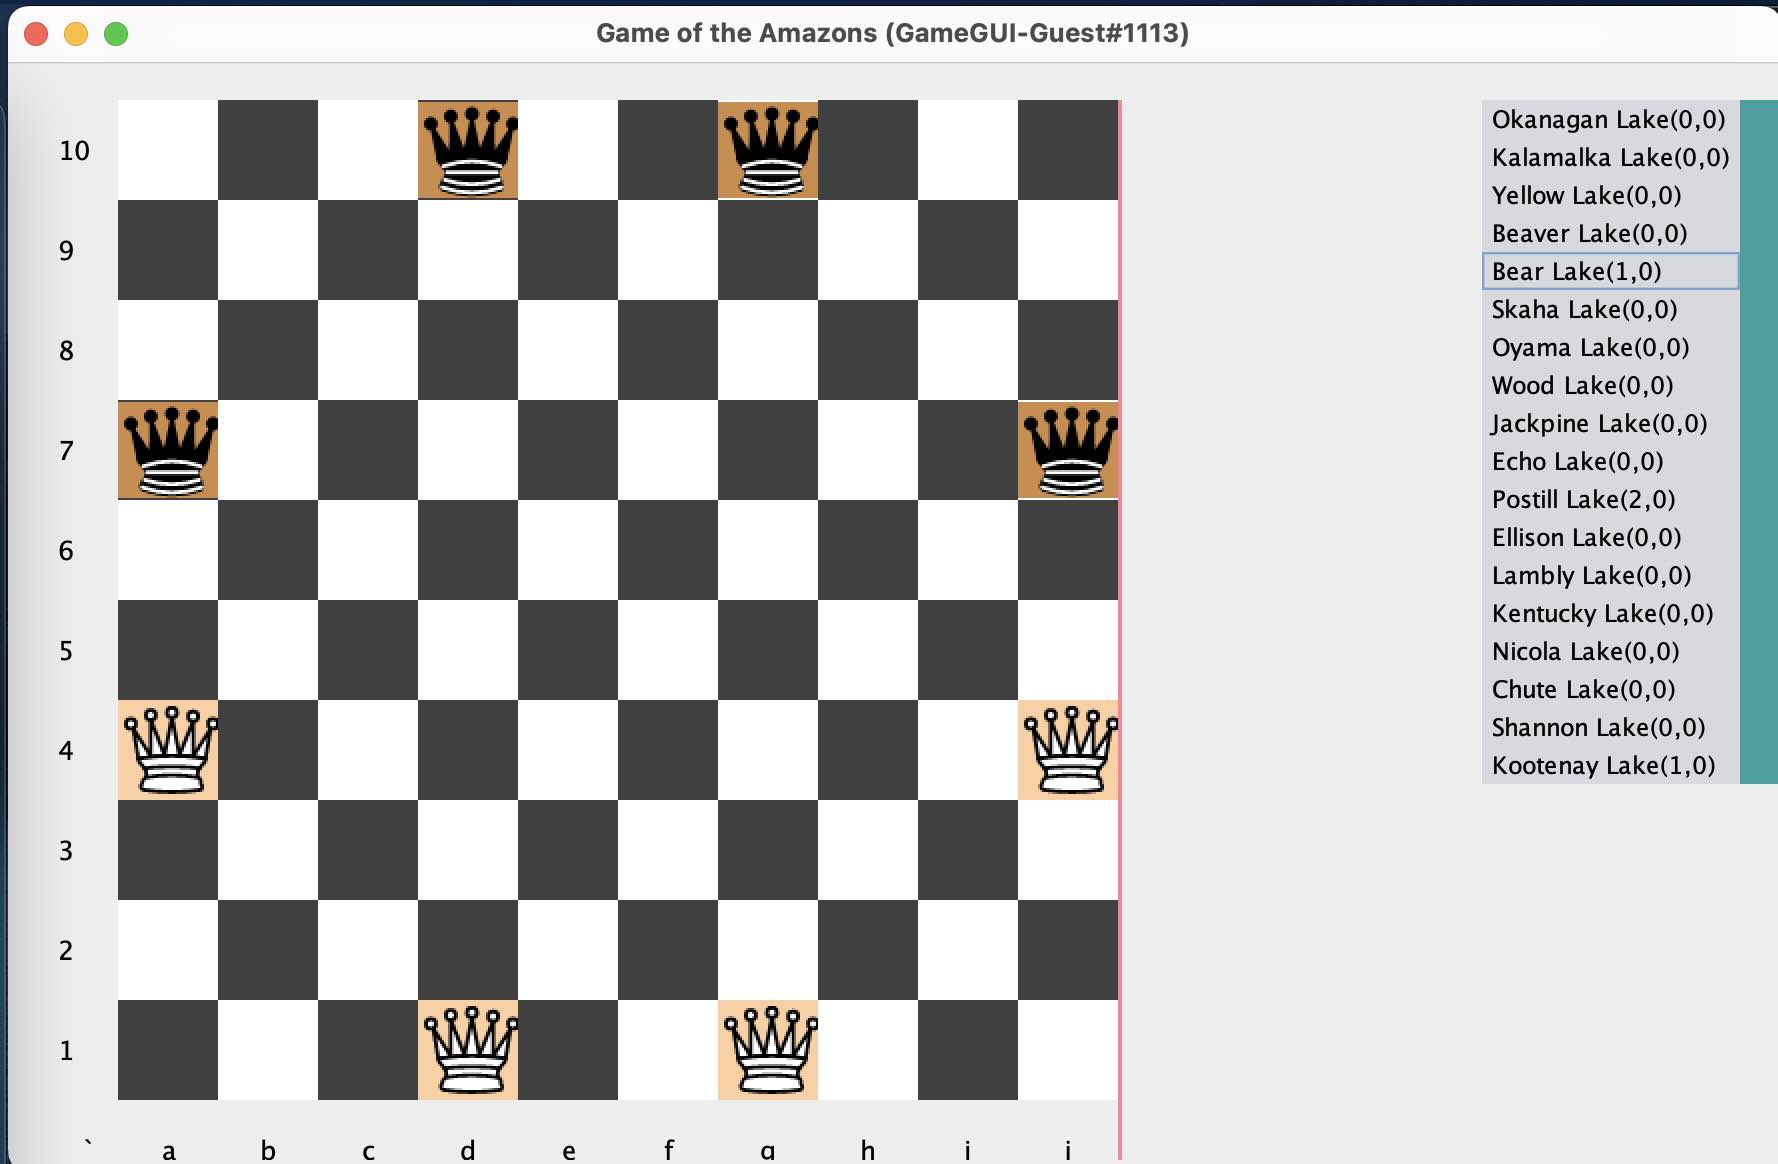 Game of the Amazons (GameGUI-Guest#1113)
10
9
8
7
6
5
4
3
2
1
` a b c d e f g h i j
Okanagan Lake(0,0)
Kalamalka Lake(0,0)
Yellow Lake(0,0)
Beaver Lake(0,0)
Bear Lake(1,0)
Skaha Lake(0,0)
Oyama Lake(0,0)
Wood Lake(0,0)
Jackpine Lake(0,0)
Echo Lake(0,0)
Postill Lake(2,0)
Ellison Lake(0,0)
Lambly Lake(0,0)
Kentucky Lake(0,0)
Nicola Lake(0,0)
Chute Lake(0,0)
Shannon Lake(0,0)
Kootenay Lake(1,0)